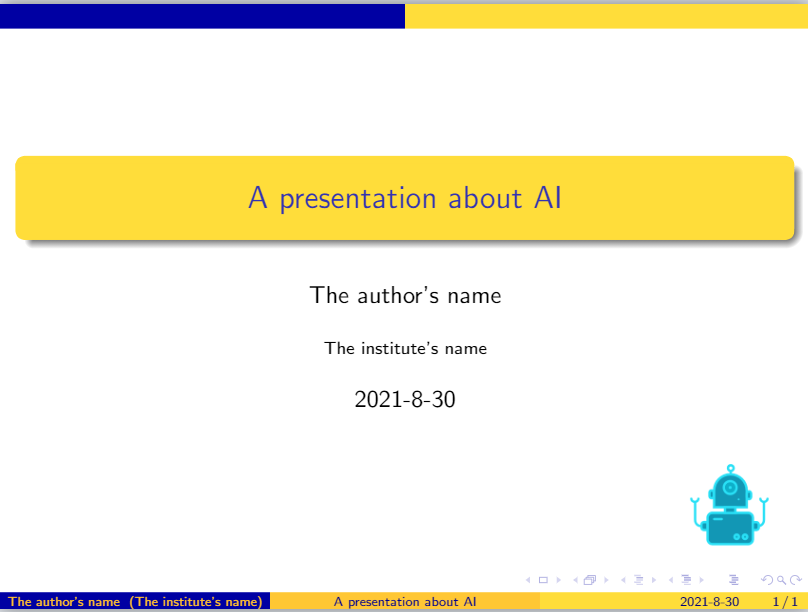 A presentation about AI
The author's name
The institute's name
2021-8-30
The author's name (The institute's name) A presentation about AI 2021-8-30 1 / 1